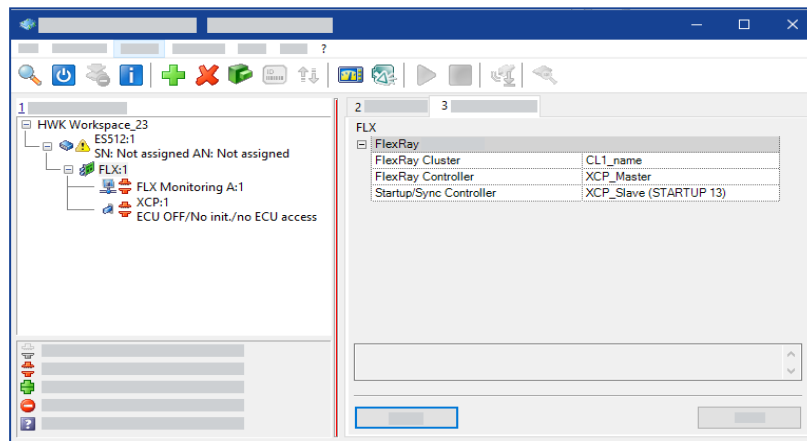 ?
1
HWK Workspace_23
ES512:1
SN: Not assigned AN: Not assigned
FLX:1
FLX Monitoring A:1
XCP:1
ECU OFF/No init./no ECU access
2
3
FLX
FlexRay
FlexRay Cluster CL1_name
FlexRay Controller XCP_Master
Startup/Sync Controller XCP_Slave (STARTUP 13)